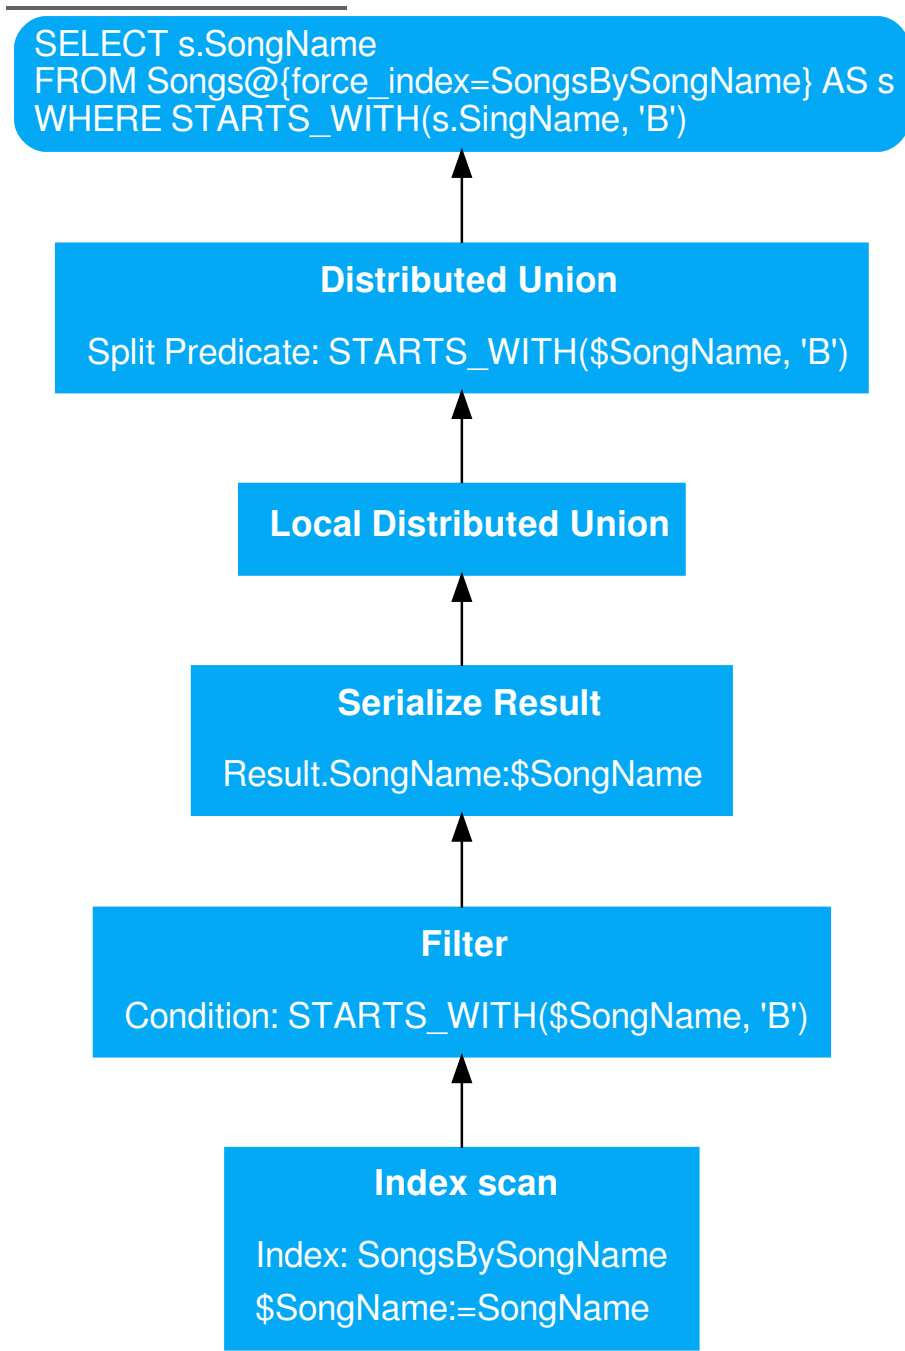 SELECT s.SongName
FROM Songs@{force_index=SongsBySongName} AS s
WHERE STARTS_WITH(s.SingName, 'B')
Distributed Union
Split Predicate: STARTS_WITH($SongName, 'B')
Local Distributed Union
Serialize Result
Result.SongName:$SongName
Filter
Condition: STARTS_WITH($SongName, 'B')
Index scan
Index: SongsBySongName
$SongName:=SongName